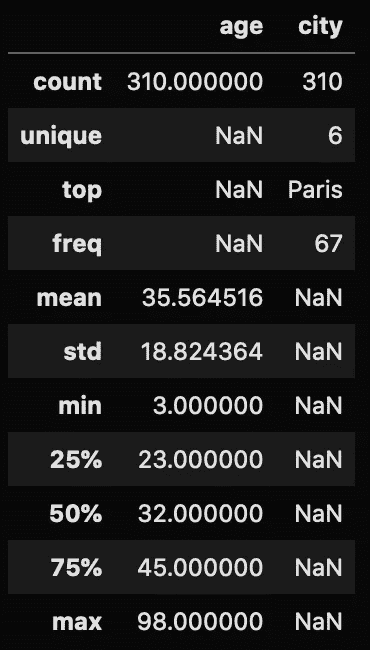 age city
count 310.000000 310
unique NaN 6
top NaN Paris
freq NaN 67
mean 35.564516 NaN
std 18.824364 NaN
min 3.000000 NaN
25% 23.000000 NaN
50% 32.000000 NaN
75% 45.000000 NaN
max 98.000000 NaN